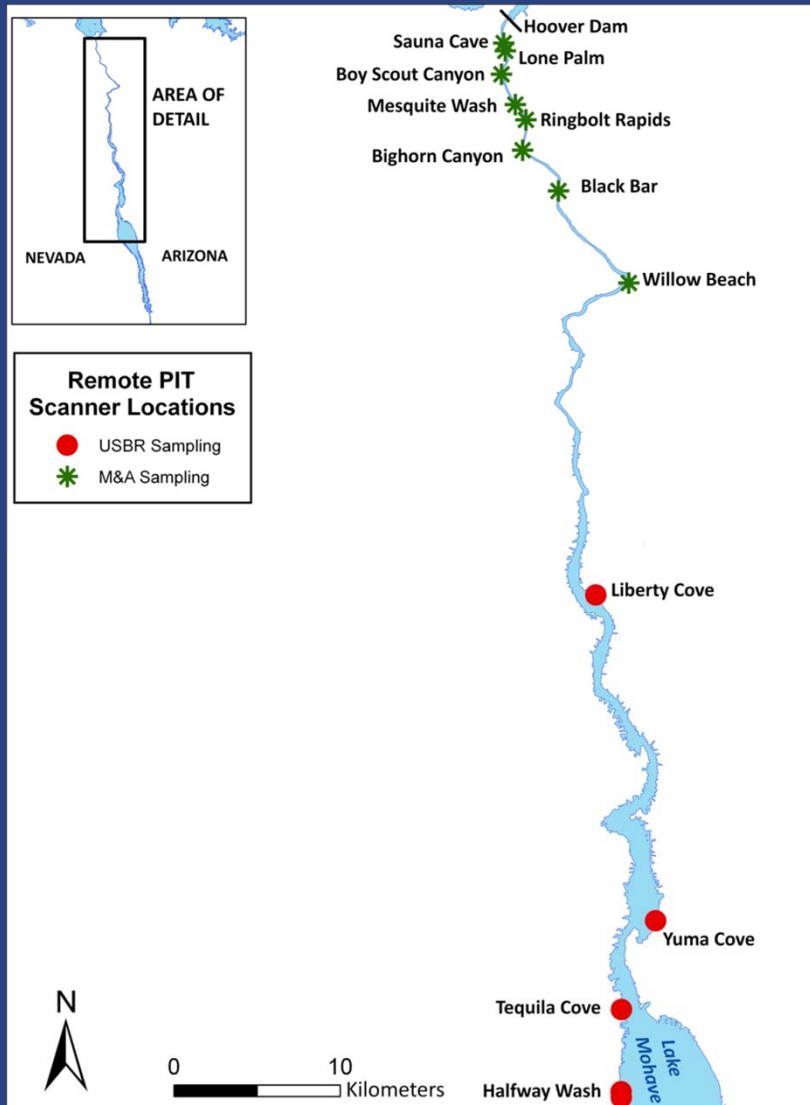 Hoover Dam
Sauna Cave
Lone Palm
Boy Scout Canyon
Mesquite Wash
Ringbolt Rapids
Bighorn Canyon
Black Bar
Willow Beach
AREA OF
DETAIL
NEVADA
ARIZONA
Remote PIT
Scanner Locations
USBR Sampling
M&A Sampling
Liberty Cove
Yuma Cove
Tequila Cove
Lake
Mohave
Halfway Wash
N
0
10
Kilometers